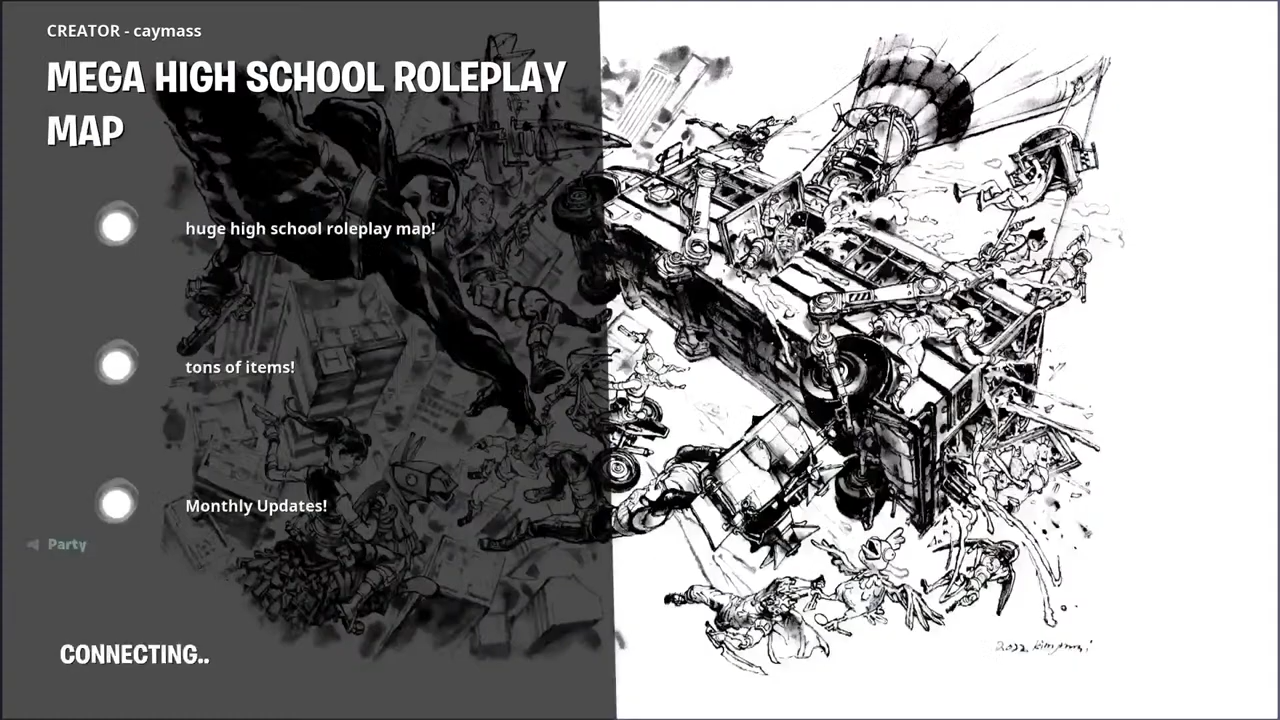 CREATOR - caymass
MEGA HIGH SCHOOL ROLEPLAY
MAP
huge high school roleplay map!
tons of items!
Monthly Updates!
Party
CONNECTING..
2022